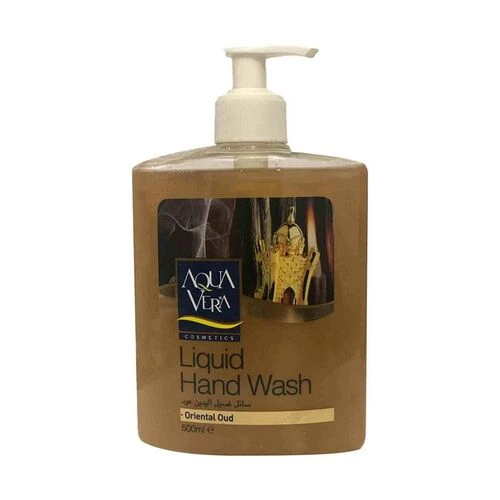 AQUA
VERA
COSMETICS
Liquid
Hand Wash
سائل غسيل اليدين عود
- Oriental Oud
500ml e